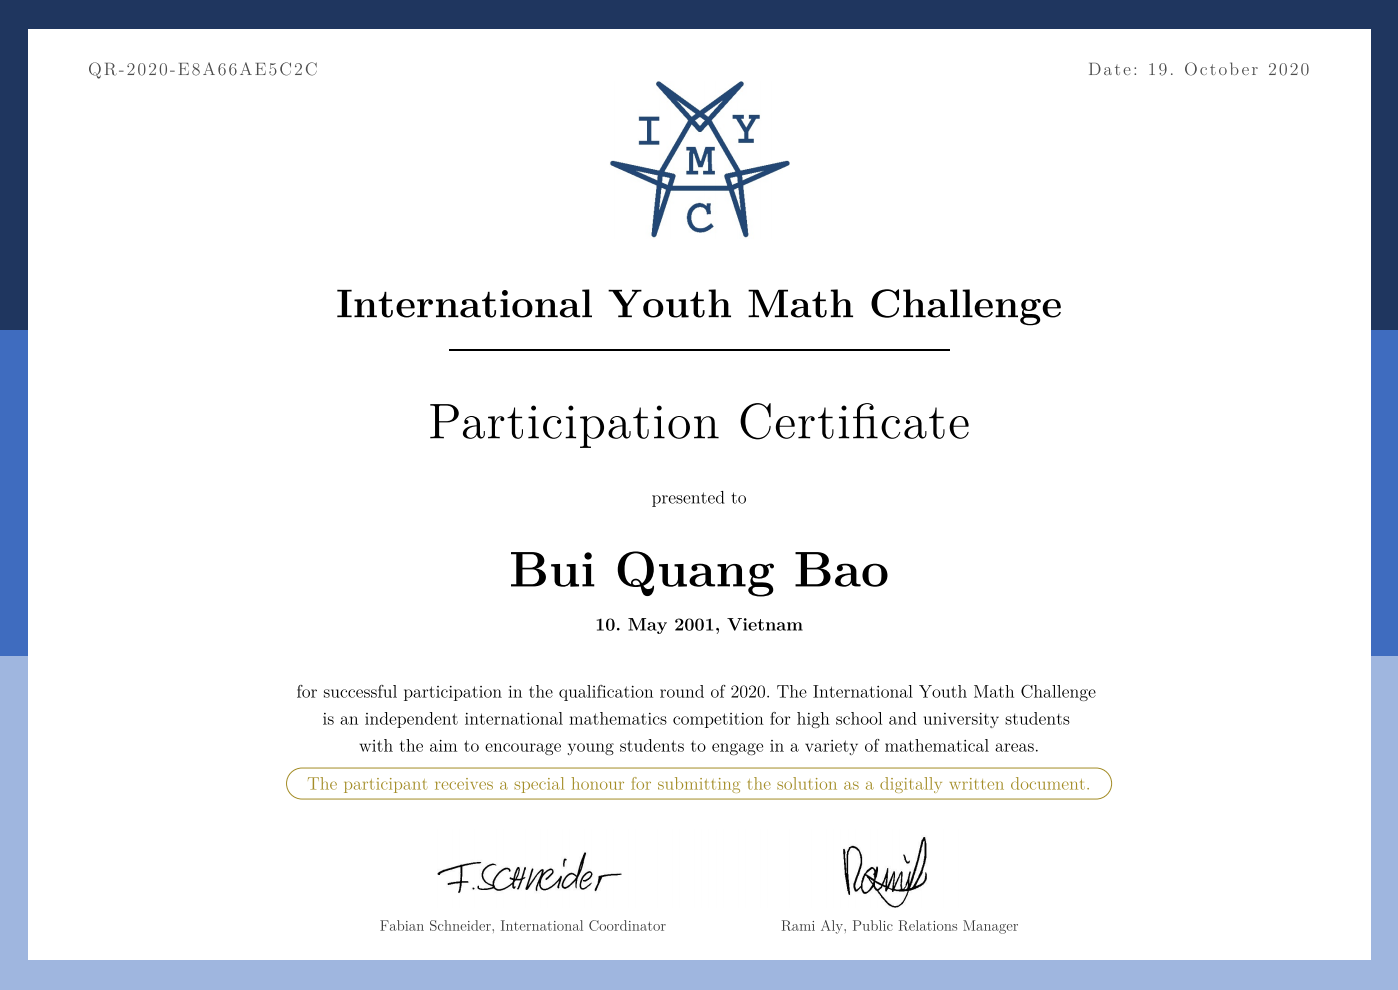 QR-2020-E8A66AE5C2C
Date: 19. October 2020
I Y
M
C
International Youth Math Challenge
Participation Certificate
presented to
Bui Quang Bao
10. May 2001, Vietnam
for successful participation in the qualification round of 2020. The International Youth Math Challenge
is an independent international mathematics competition for high school and university students
with the aim to encourage young students to engage in a variety of mathematical areas.
The participant receives a special honour for submitting the solution as a digitally written document.
F.Schneider
Rami
Fabian Schneider, International Coordinator
Rami Aly, Public Relations Manager